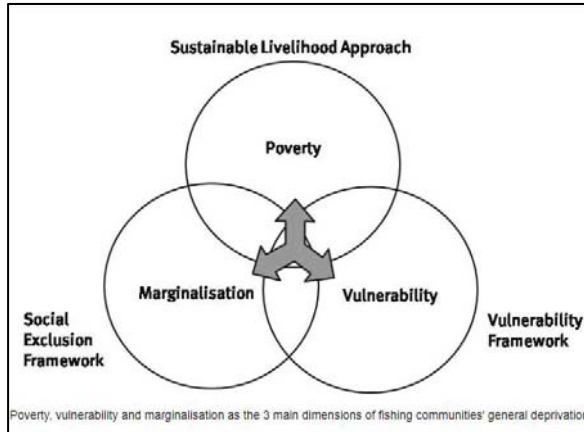 Sustainable Livelihood Approach
Poverty
Marginalisation
Vulnerability
Social
Exclusion
Framework
Vulnerability
Framework
Poverty, vulnerability and marginalisation as the 3 main dimensions of fishing communities' general deprivation